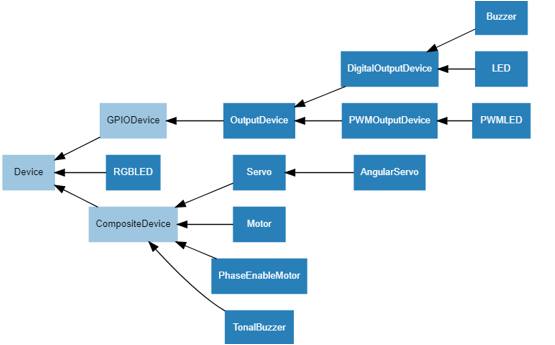 Buzzer
DigitalOutputDevice
LED
GPIODevice
OutputDevice
PWMOutputDevice
PWMLED
Device
RGBLED
Servo
AngularServo
CompositeDevice
Motor
PhaseEnableMotor
TonalBuzzer